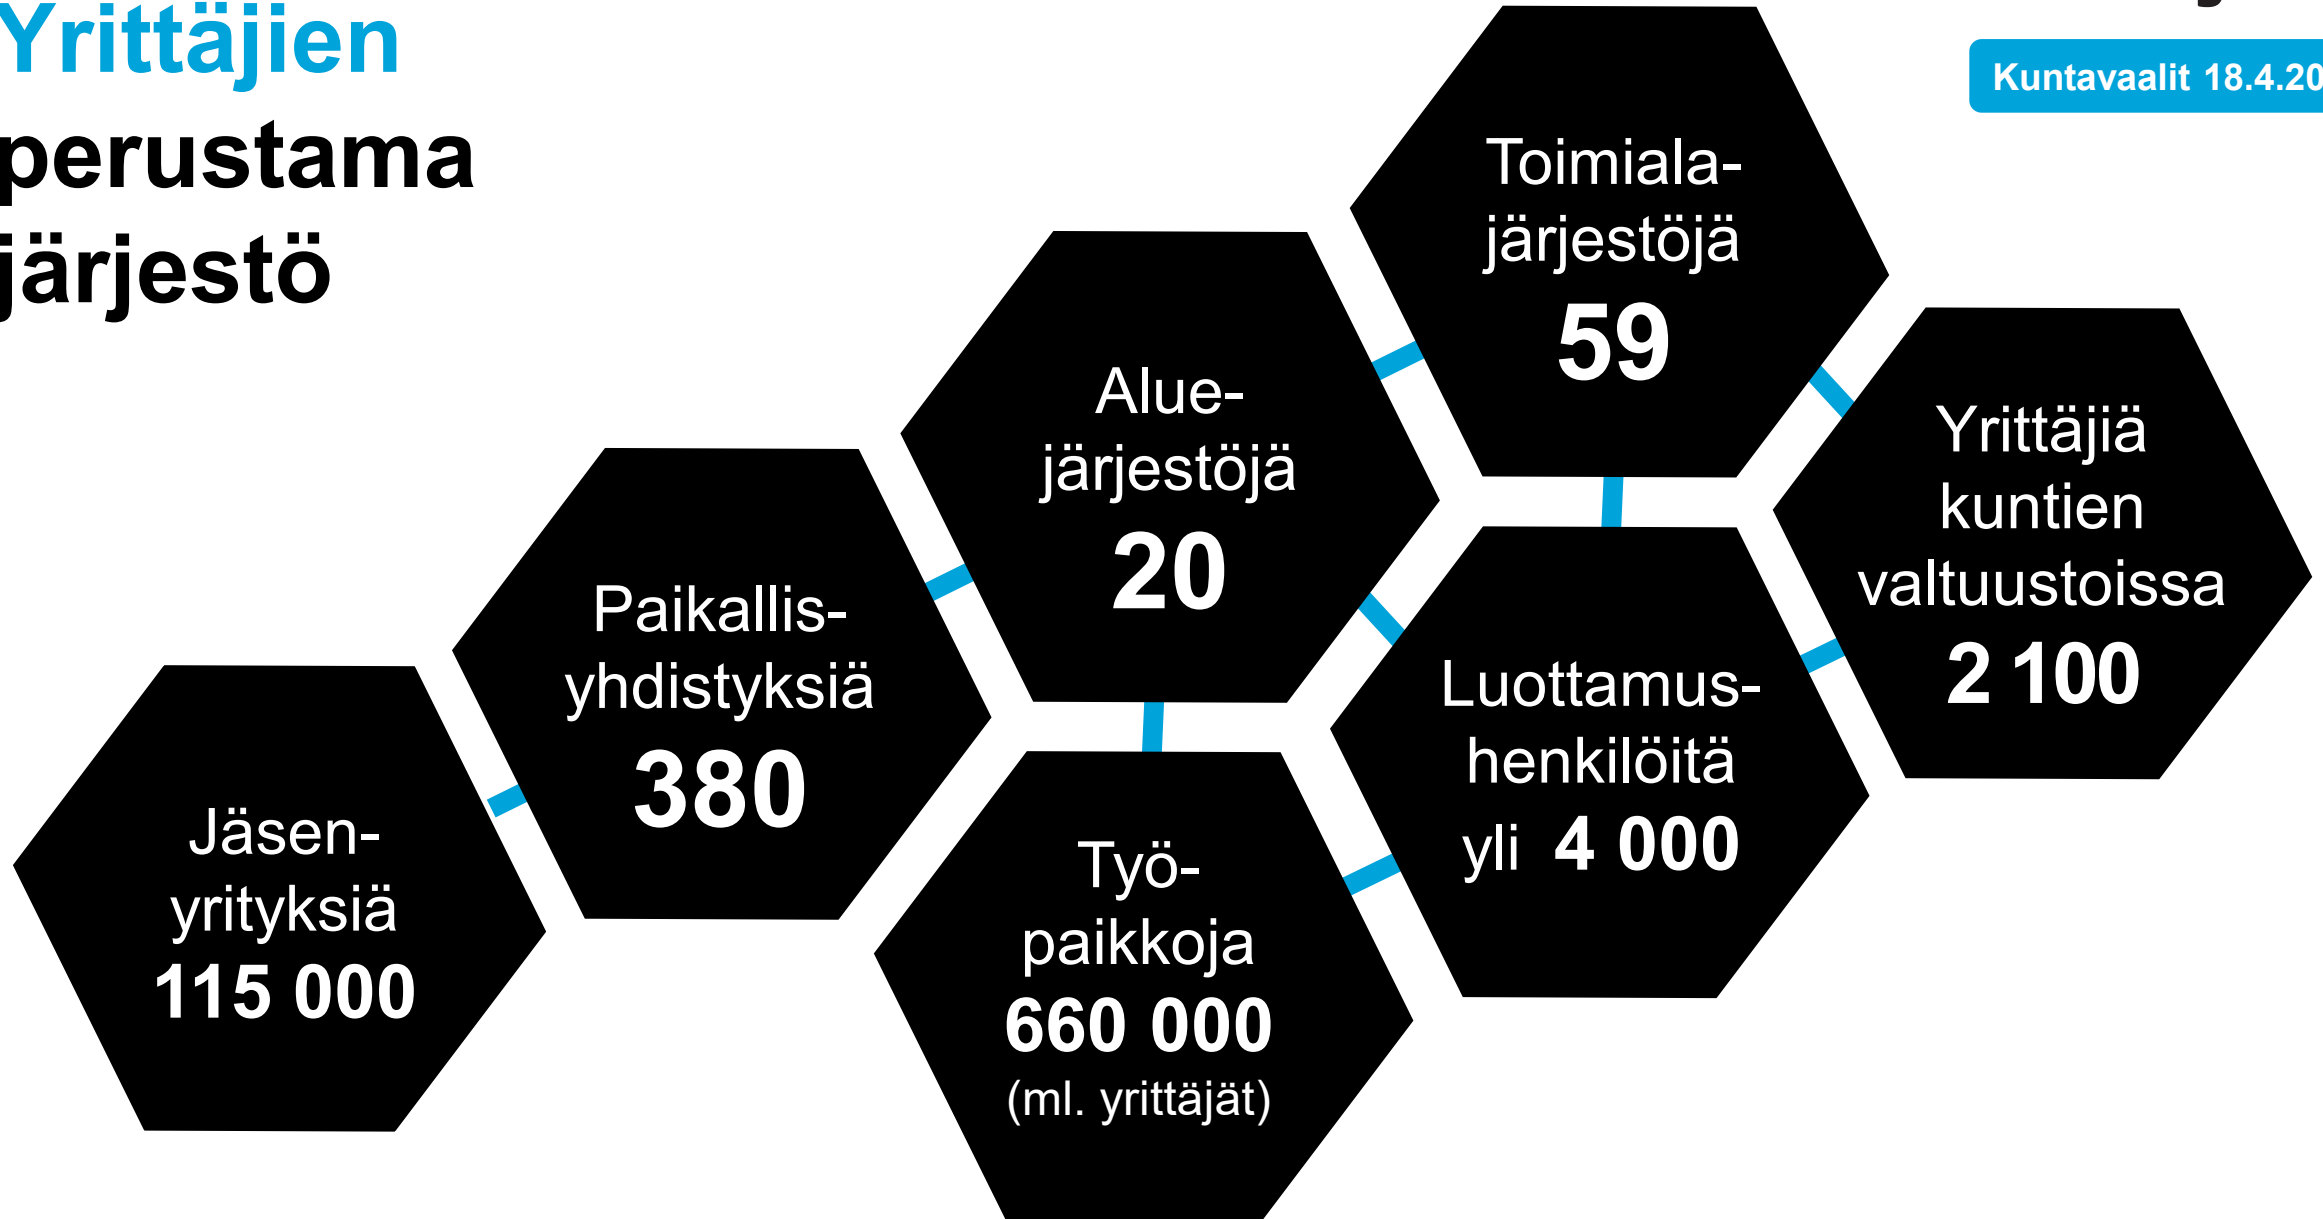 Yrittäjien
perustama
järjestö
Kuntavaalit 18.4.20
Toimiala-
järjestöjä
59
Alue-
järjestöjä
20
Yrittäjiä
kuntien
valtuustoissa
2 100
Paikallis-
yhdistyksiä
380
Luottamus-
henkilöitä
yli 4 000
Jäsen-
yrityksiä
115 000
Työ-
paikkoja
660 000
(ml. yrittäjät)